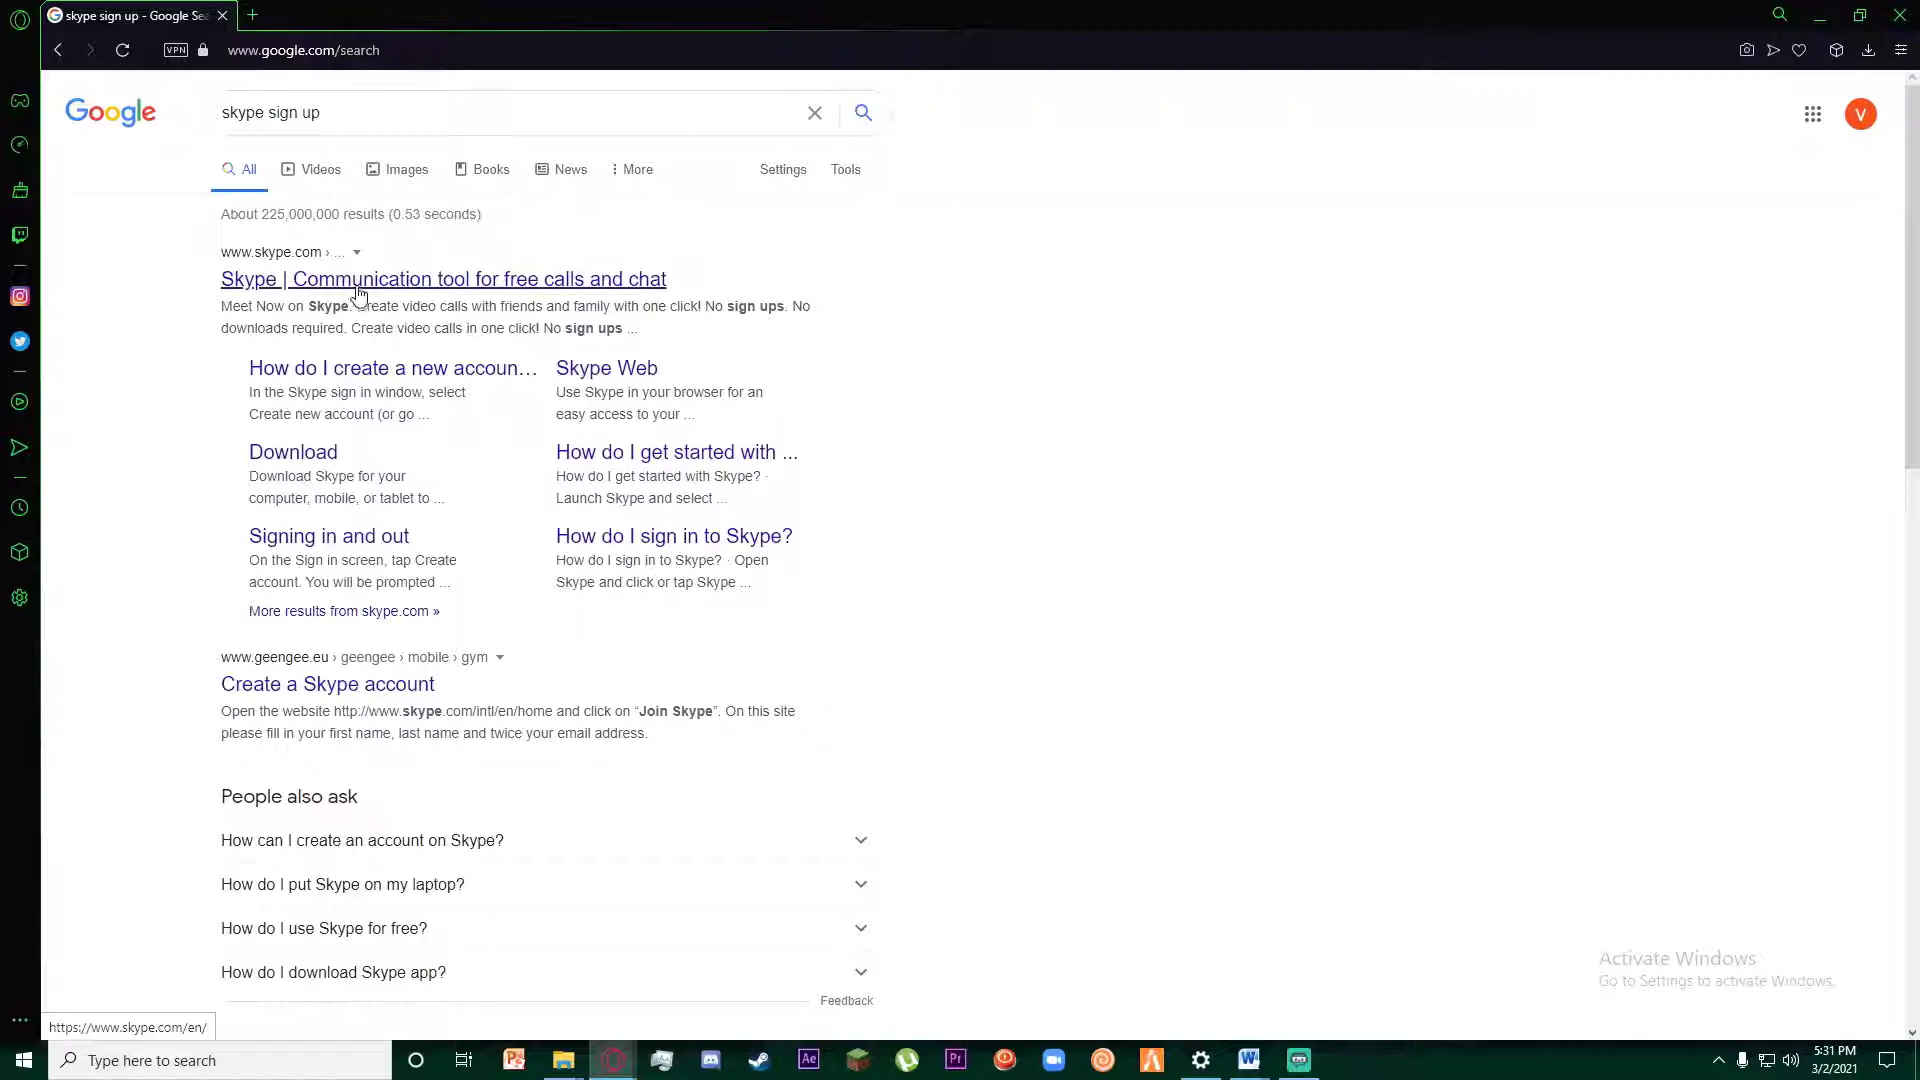 skype sign up - Google Sea
VPN
www.google.com/search
Google
skype sign up
V
All
Videos
Images
Books
News
More
Settings
Tools
About 225,000,000 results (0.53 seconds)
www.skype.com › ...
Skype | Communication tool for free calls and chat
Meet Now on Skype. Create video calls with friends and family with one click! No sign ups. No
downloads required. Create video calls in one click! No sign ups ...
How do I create a new accoun...
In the Skype sign in window, select
Create new account (or go ...
Skype Web
Use Skype in your browser for an
easy access to your ...
Download
Download Skype for your
computer, mobile, or tablet to ...
How do I get started with ...
How do I get started with Skype? ·
Launch Skype and select ...
Signing in and out
On the Sign in screen, tap Create
account. You will be prompted ...
How do I sign in to Skype?
How do I sign in to Skype? · Open
Skype and click or tap Skype ...
More results from skype.com »
www.geengee.eu › geengee › mobile › gym
Create a Skype account
Open the website http://www.skype.com/intl/en/home and click on “Join Skype”. On this site
please fill in your first name, last name and twice your email address.
People also ask
How can I create an account on Skype?
How do I put Skype on my laptop?
How do I use Skype for free?
How do I download Skype app?
Feedback
Activate Windows
Go to Settings to activate Windows.
https://www.skype.com/en/
Type here to search
Ae
Pr
5:31 PM
3/2/2021